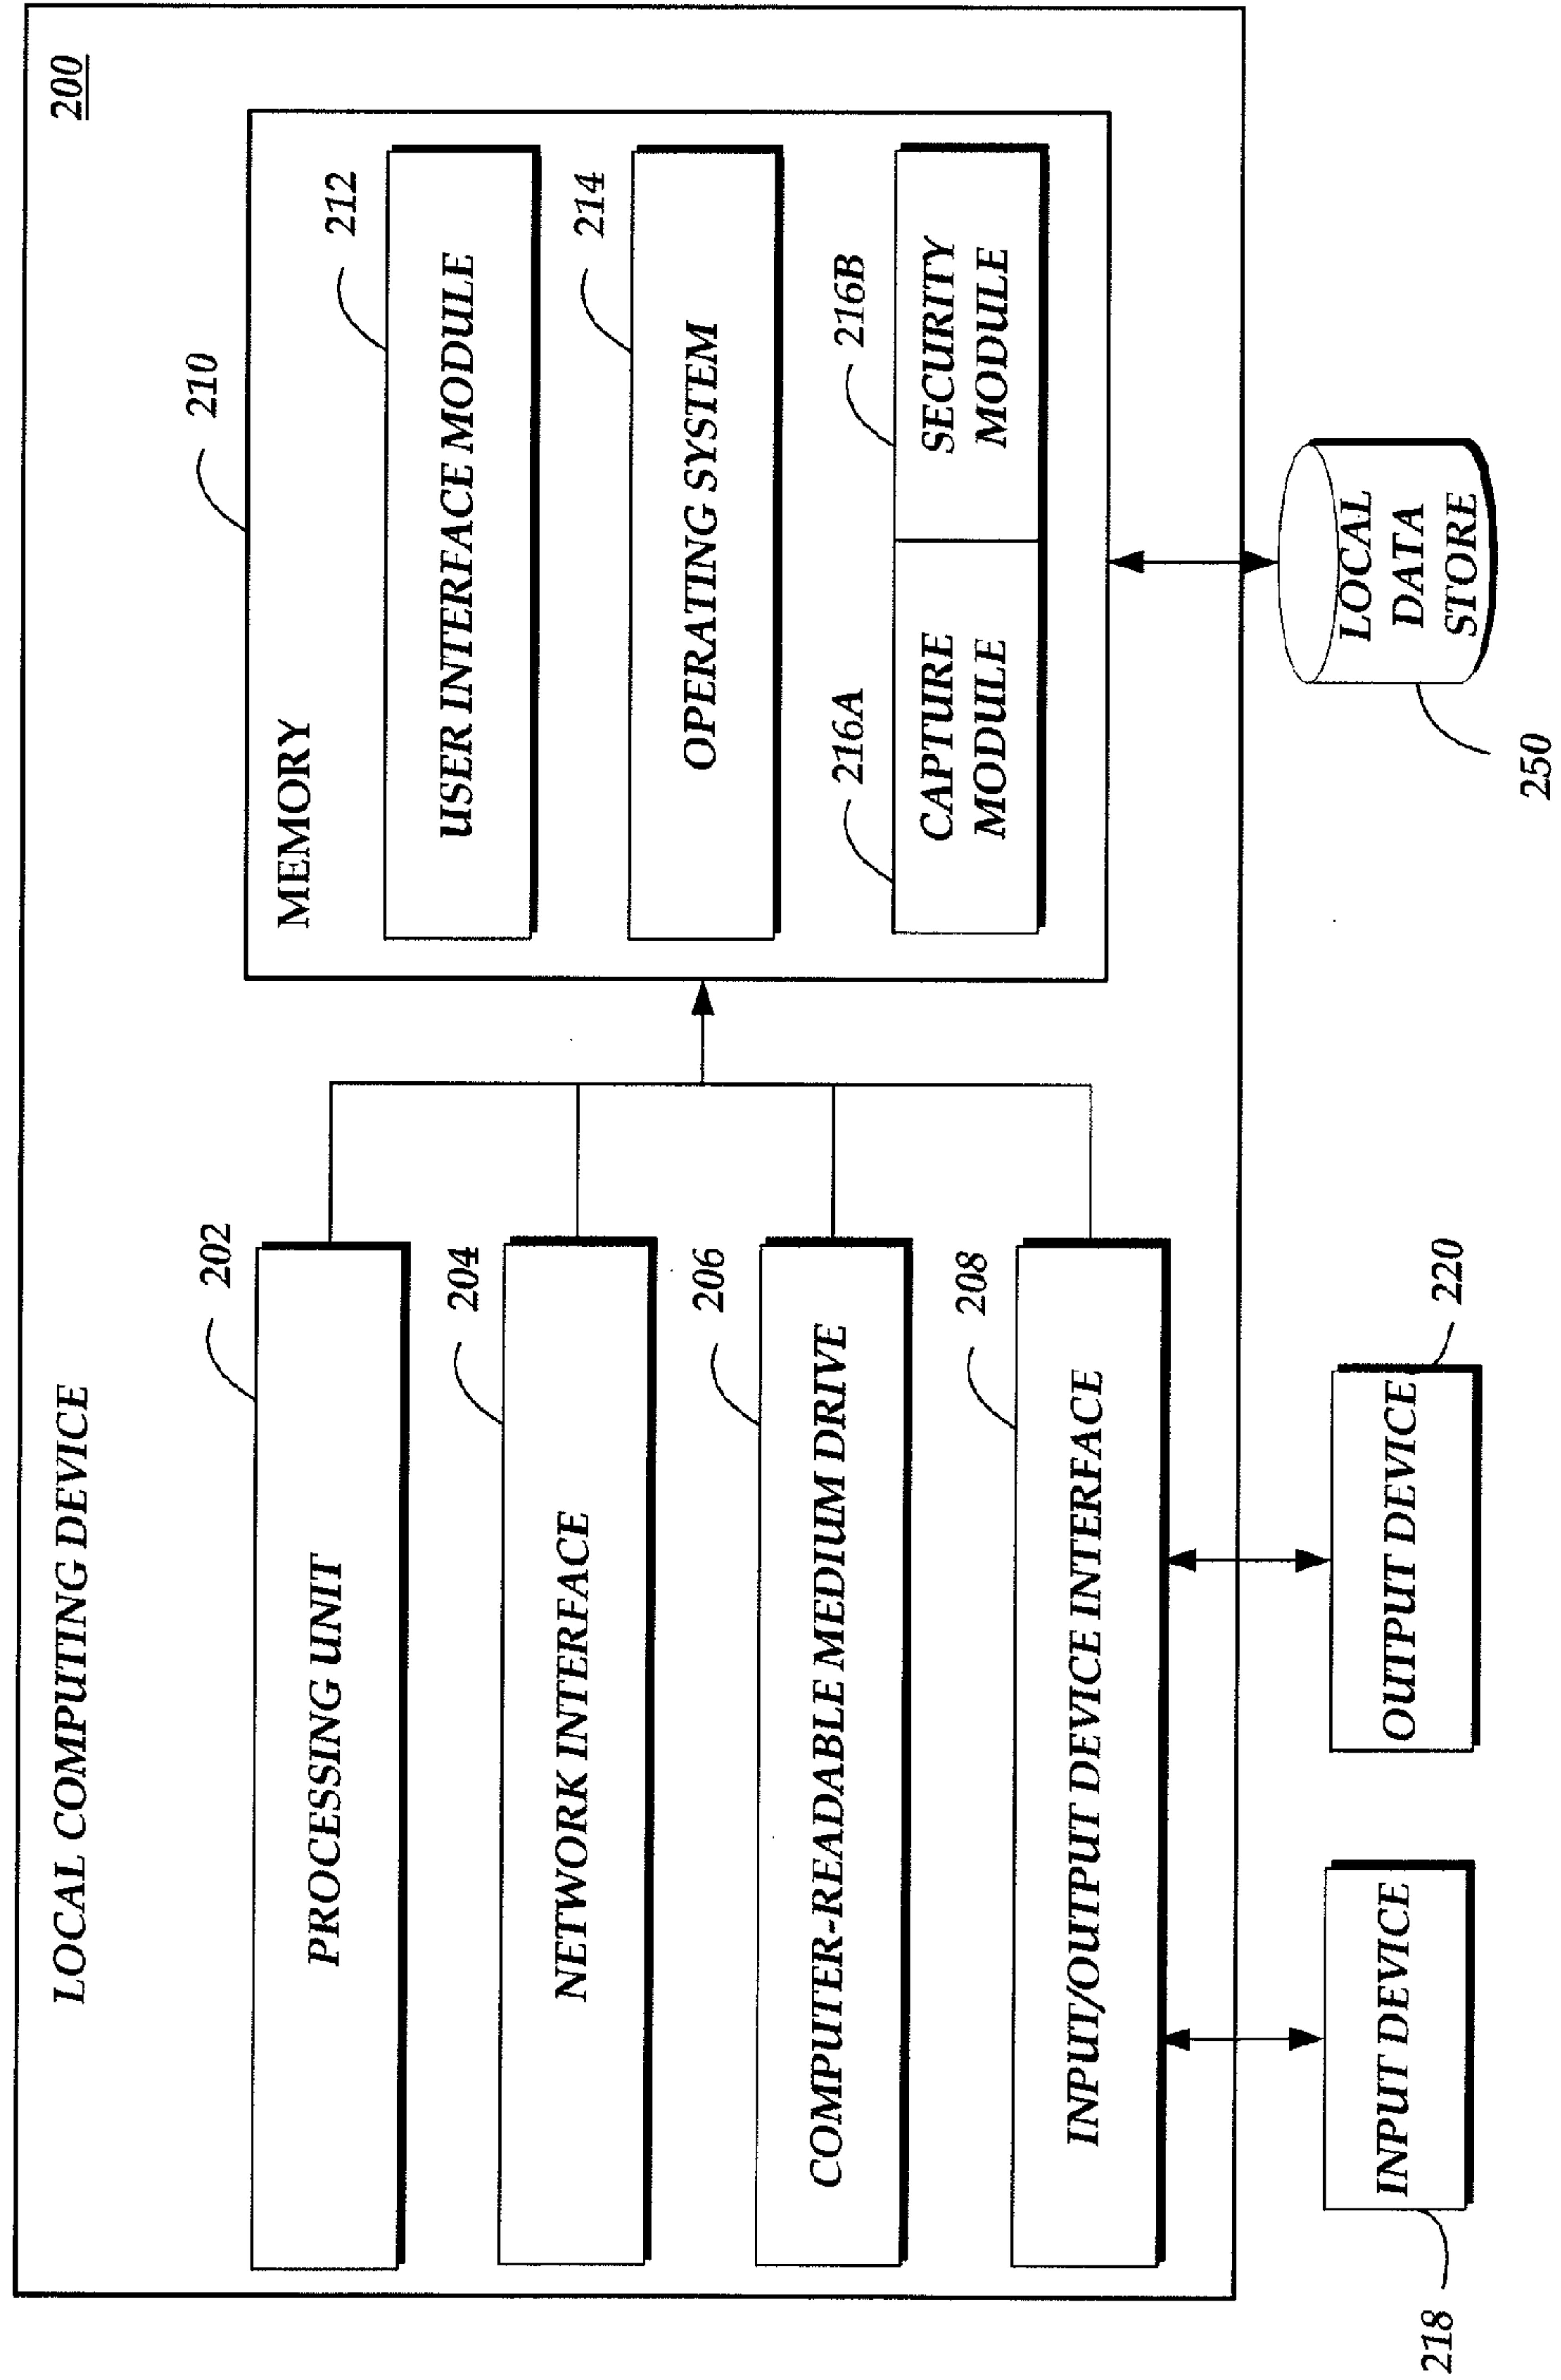 LOCAL COMPUTING DEVICE
200
202
PROCESSING UNIT
204
NETWORK INTERFACE
206
COMPUTER-READABLE MEDIUM DRIVE
208
INPUT/OUTPUT DEVICE INTERFACE
210
MEMORY
212
USER INTERFACE MODULE
214
OPERATING SYSTEM
216A
CAPTURE
MODULE
216B
SECURITY
MODULE
218
INPUT DEVICE
OUTPUT DEVICE
220
LOCAL
DATA
STORE
250